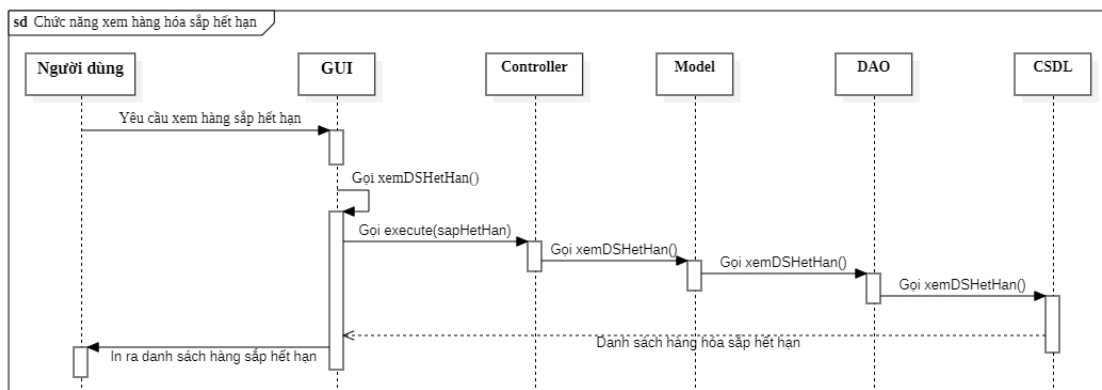 sd Chức năng xem hàng hóa sắp hết hạn
Người dùng
GUI
Controller
Model
DAO
CSDL
Yêu cầu xem hàng sắp hết hạn
Gọi xemDSHetHan()
Gọi execute(sapHetHan)
Gọi xemDSHetHan()
Gọi xemDSHetHan()
Gọi xemDSHetHan()
Danh sách hàng hóa sắp hết hạn
In ra danh sách hàng sắp hết hạn